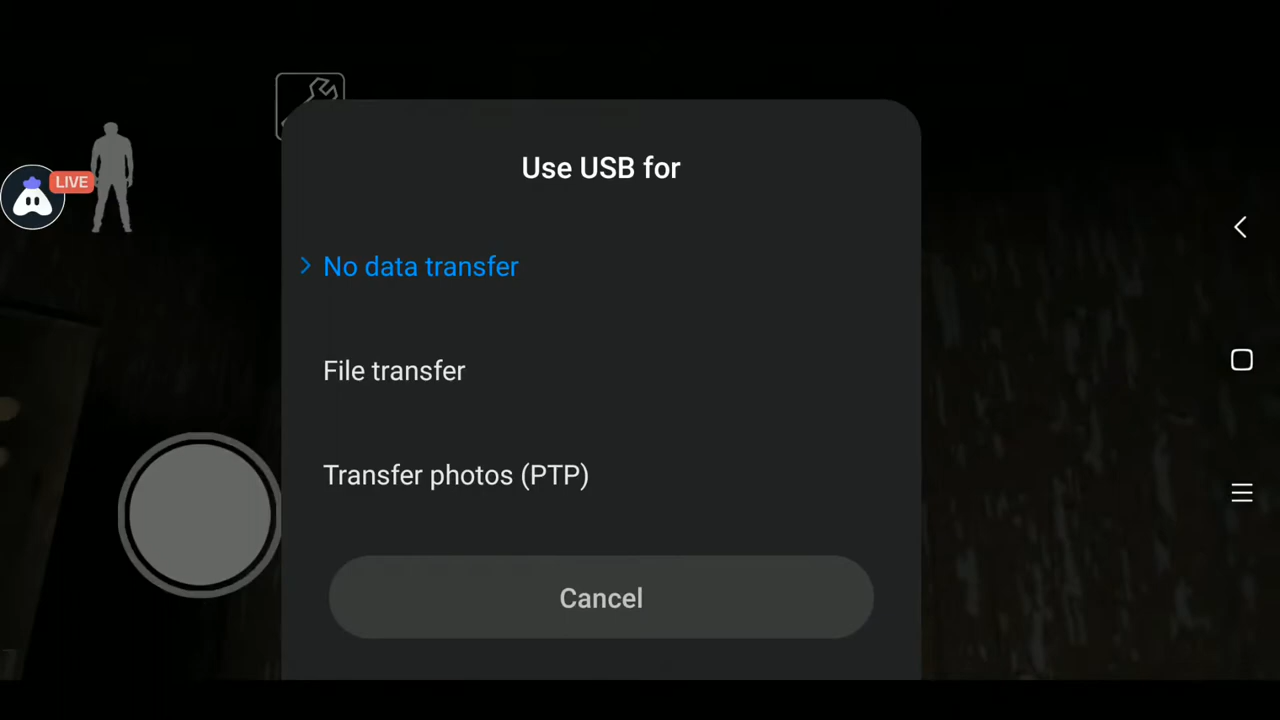 Use USB for
LIVE
No data transfer
File transfer
Transfer photos (PTP)
Cancel